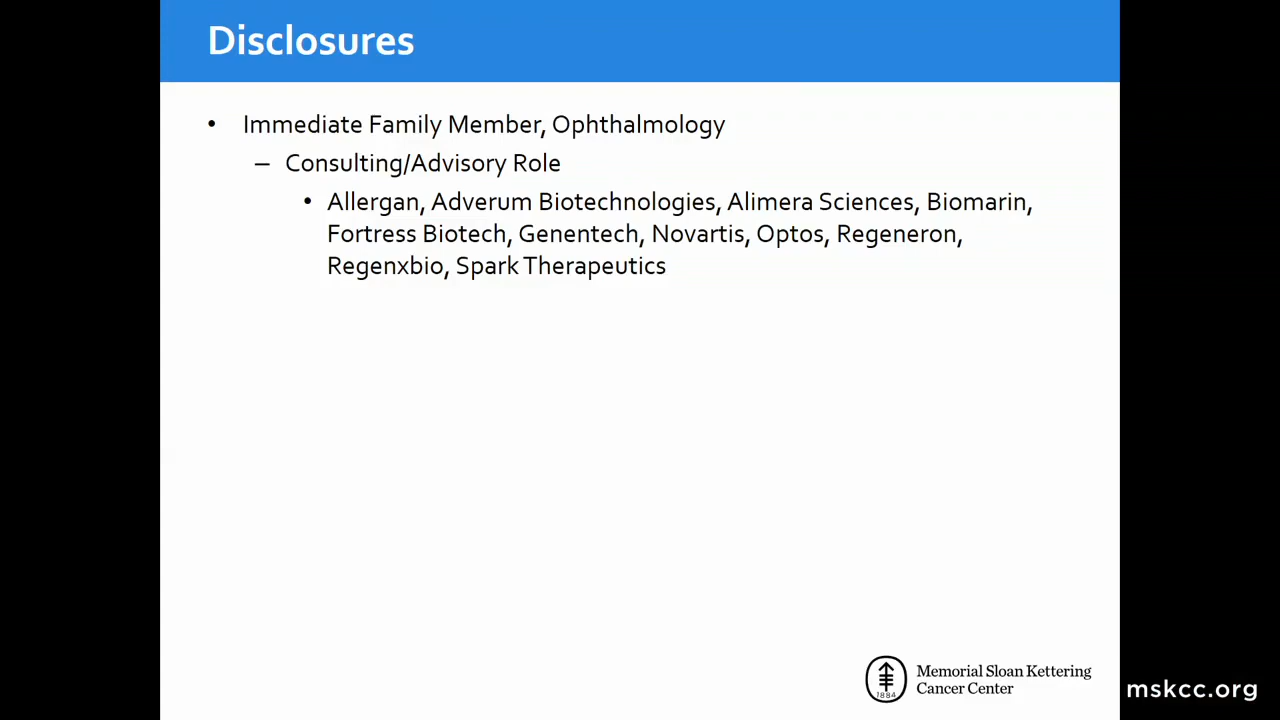 Disclosures
• Immediate Family Member, Ophthalmology
– Consulting/Advisory Role
• Allergan, Adverum Biotechnologies, Alimera Sciences, Biomarin,
Fortress Biotech, Genentech, Novartis, Optos, Regeneron,
Regenxbio, Spark Therapeutics
1884
Memorial Sloan Kettering
Cancer Center
mskcc.org